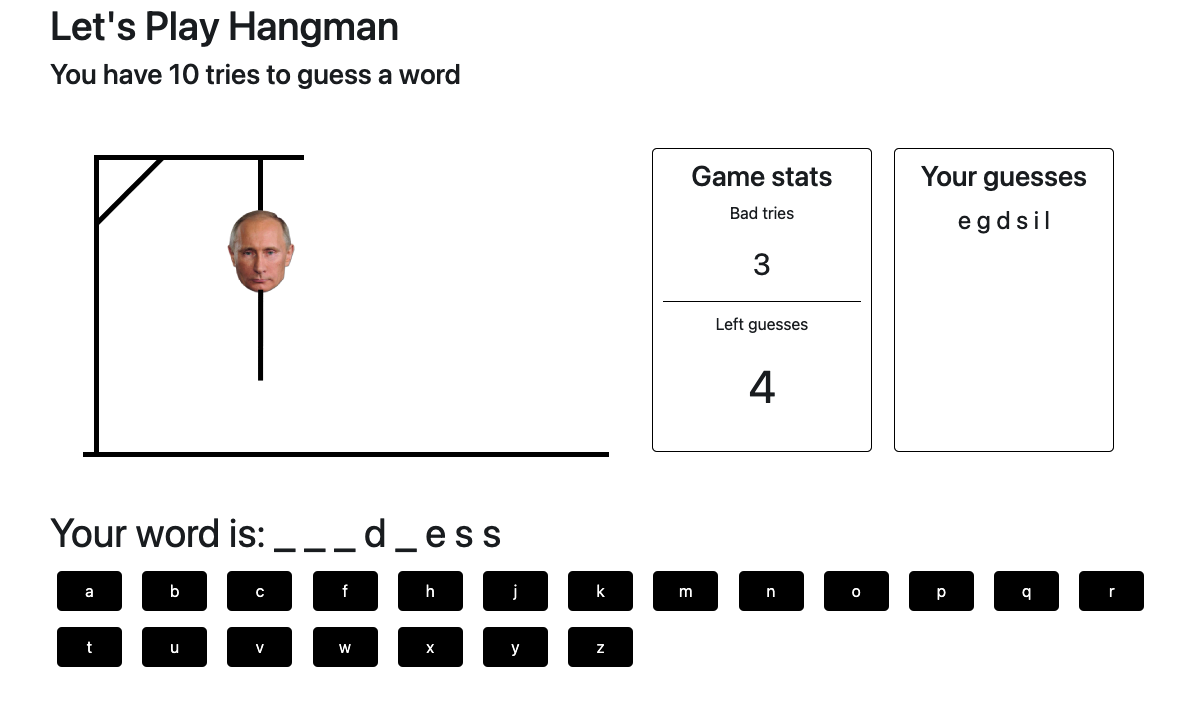 Let's Play Hangman
You have 10 tries to guess a word
Game stats
Bad tries
3
Left guesses
4
Your guesses
e g d s i l
Your word is: _ _ _ d _ e s s
a b c f h j k m n o p q r
t u v w x y z